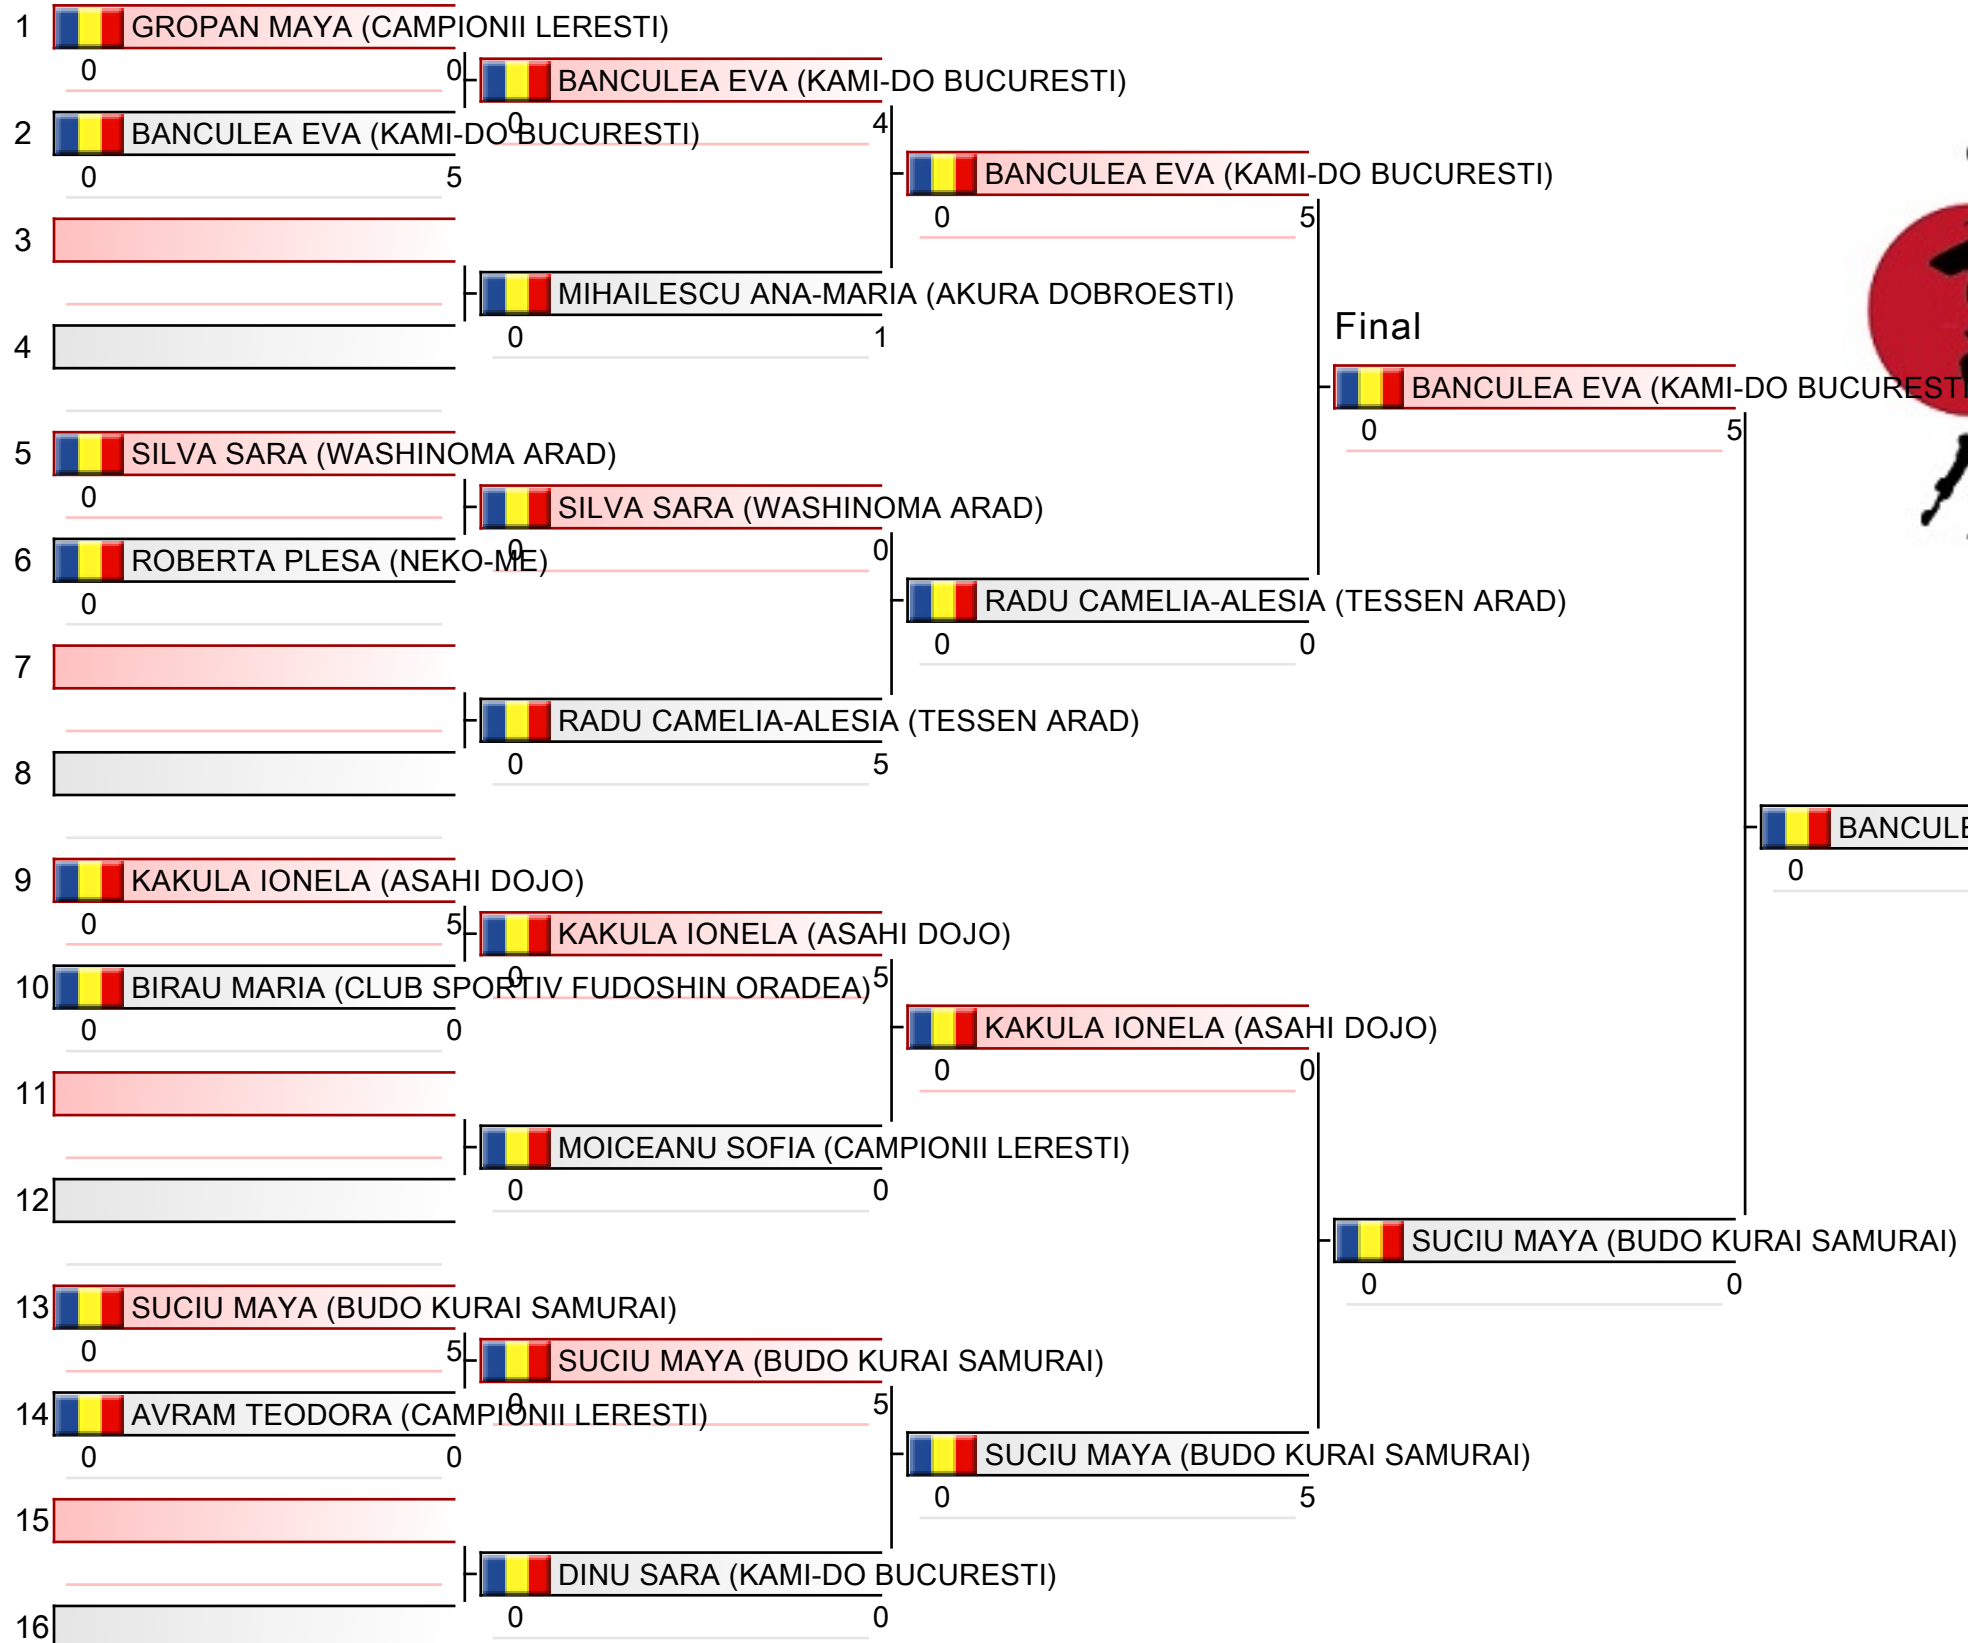 1 GROPAN MAYA (CAMPIONII LERESTI)
0 0
BANCULEA EVA (KAMI-DO BUCURESTI)
0 4
2 BANCULEA EVA (KAMI-DO BUCURESTI)
0 5
BANCULEA EVA (KAMI-DO BUCURESTI)
0 5
3
MIHAILESCU ANA-MARIA (AKURA DOBROESTI)
0 1
4
Final
BANCULEA EVA (KAMI-DO BUCURESTI
0 5
5 SILVA SARA (WASHINOMA ARAD)
0
SILVA SARA (WASHINOMA ARAD)
0 0
6 ROBERTA PLESA (NEKO-ME)
0
RADU CAMELIA-ALESIA (TESSEN ARAD)
0 0
7
RADU CAMELIA-ALESIA (TESSEN ARAD)
0 5
8
BANCULE
0
9 KAKULA IONELA (ASAHI DOJO)
0 5
KAKULA IONELA (ASAHI DOJO)
0 5
10 BIRAU MARIA (CLUB SPORTIV FUDOSHIN ORADEA)
0 0
KAKULA IONELA (ASAHI DOJO)
0 0
11
MOICEANU SOFIA (CAMPIONII LERESTI)
0 0
12
SUCIU MAYA (BUDO KURAI SAMURAI)
0 0
13 SUCIU MAYA (BUDO KURAI SAMURAI)
0 5
SUCIU MAYA (BUDO KURAI SAMURAI)
0 5
14 AVRAM TEODORA (CAMPIONII LERESTI)
0 0
SUCIU MAYA (BUDO KURAI SAMURAI)
0 5
15
DINU SARA (KAMI-DO BUCURESTI)
0 0
16